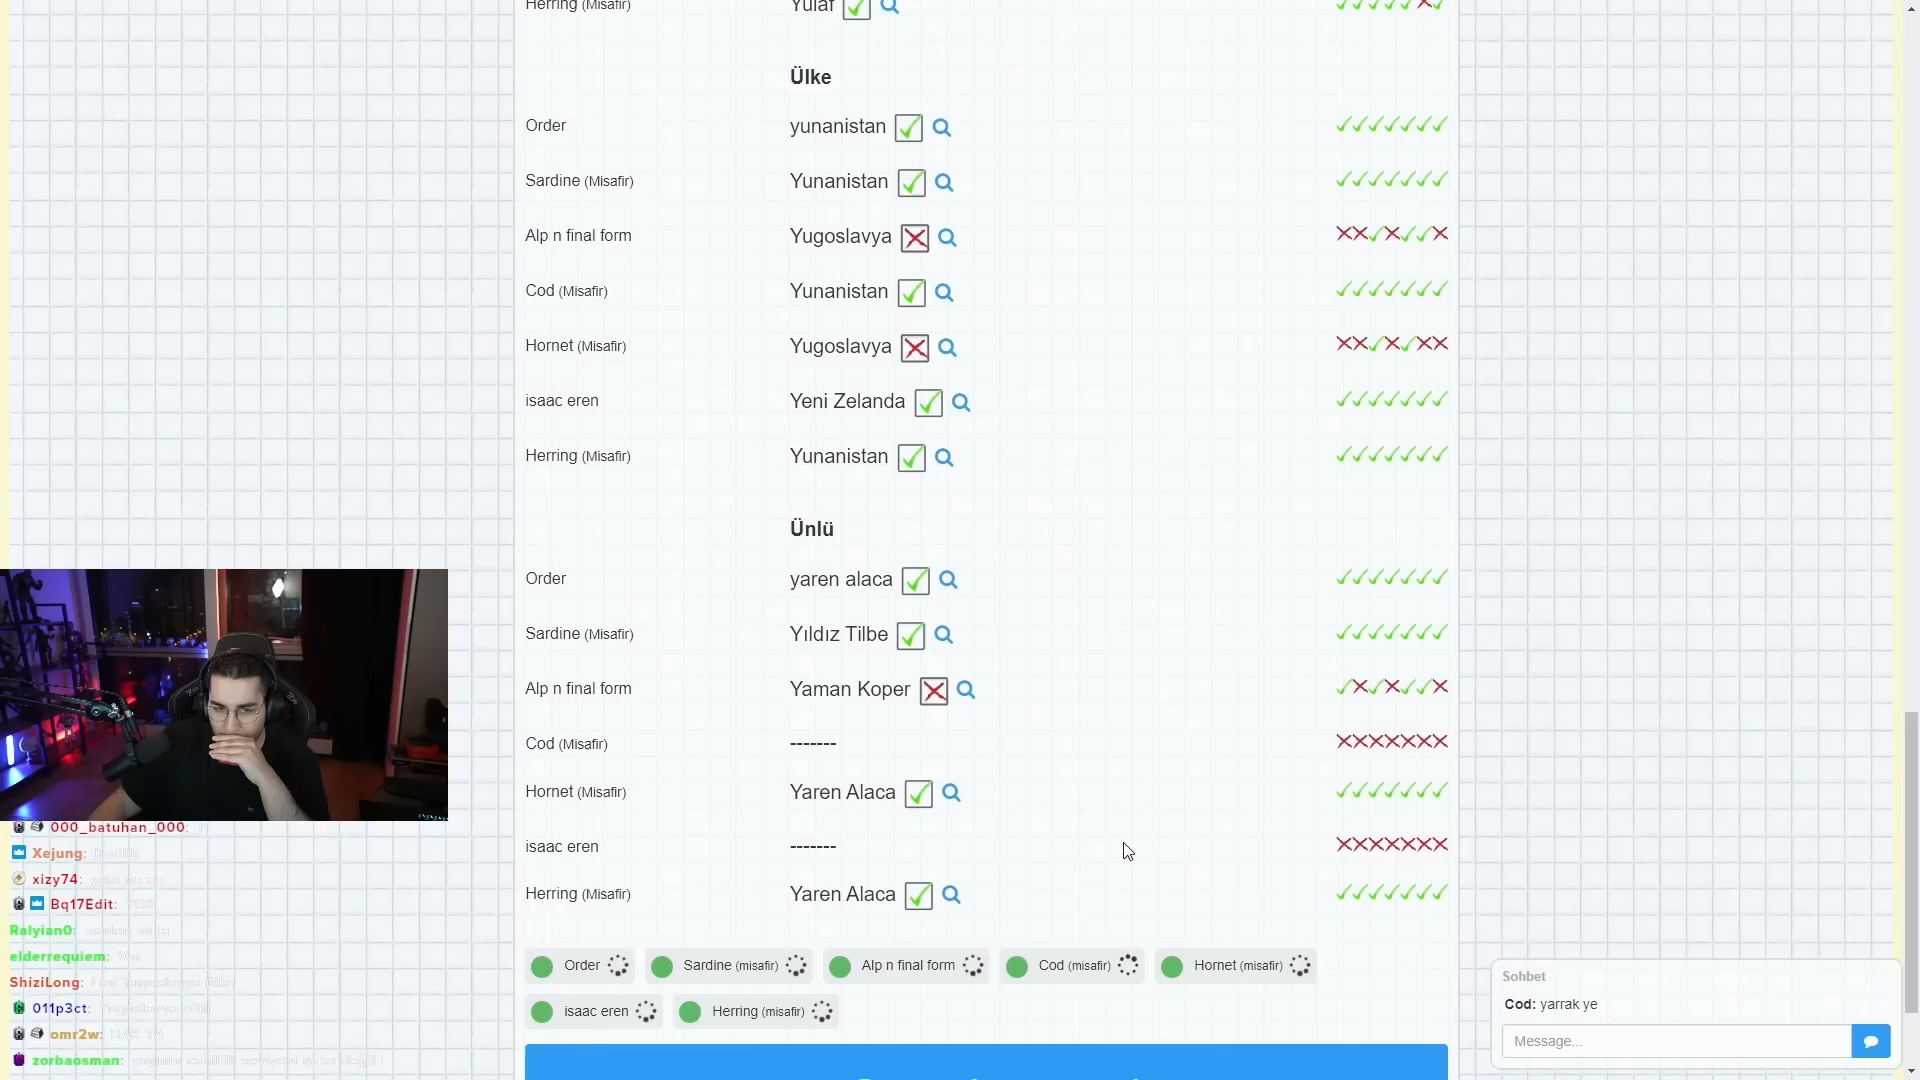 Herring (Misafir) Yulaf
Ülke
Order yunanistan
Sardine (Misafir) Yunanistan
Alp n final form Yugoslavya
Cod (Misafir) Yunanistan
Hornet (Misafir) Yugoslavya
isaac eren Yeni Zelanda
Herring (Misafir) Yunanistan
Ünlü
Order yaren alaca
Sardine (Misafir) Yıldız Tilbe
Alp n final form Yaman Koper
Cod (Misafir) -------
Hornet (Misafir) Yaren Alaca
isaac eren -------
Herring (Misafir) Yaren Alaca
Order Sardine (misafir) Alp n final form Cod (misafir) Hornet (misafir)
isaac eren Herring (misafir)
000_batuhan_000:
Xejung:
xizy74:
Bq17Edit:
Ralyian0:
elderrequiem:
ShiziLong:
011p3ct:
omr2w:
zorbaosman:
Sohbet
Cod: yarrak ye
Message...